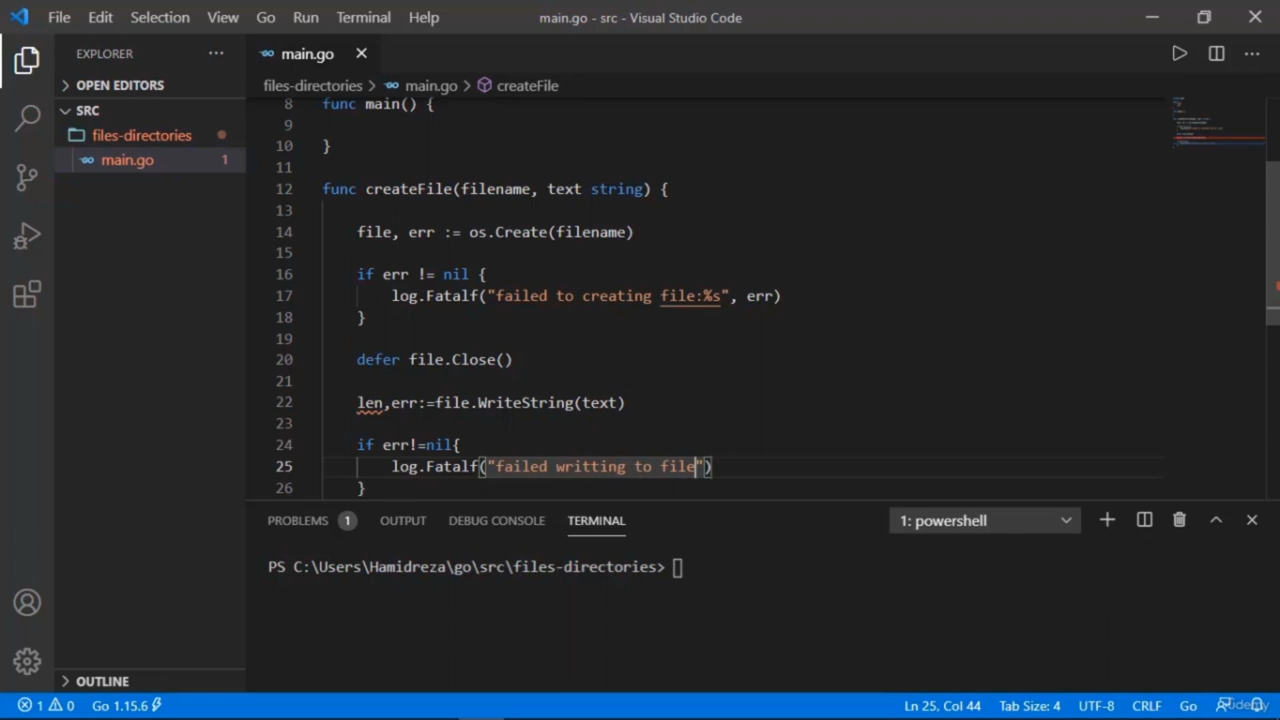 File Edit Selection View Go Run Terminal Help
main.go - src - Visual Studio Code
EXPLORER
main.go
OPEN EDITORS
files-directories > main.go > createFile
SRC
files-directories
main.go 1
8 func main() {
9
10 }
11
12 func createFile(filename, text string) {
13
14 file, err := os.Create(filename)
15
16 if err != nil {
17 log.Fatalf("failed to creating file:%s", err)
18 }
19
20 defer file.Close()
21
22 len,err:=file.WriteString(text)
23
24 if err!=nil{
25 log.Fatalf("failed writting to file")
26 }
PROBLEMS 1 OUTPUT DEBUG CONSOLE TERMINAL 1: powershell
PS C:\Users\Hamidreza\go\src\files-directories>
OUTLINE
1 0 Go 1.15.6 Ln 25, Col 44 Tab Size: 4 UTF-8 CRLF Go
Udemy